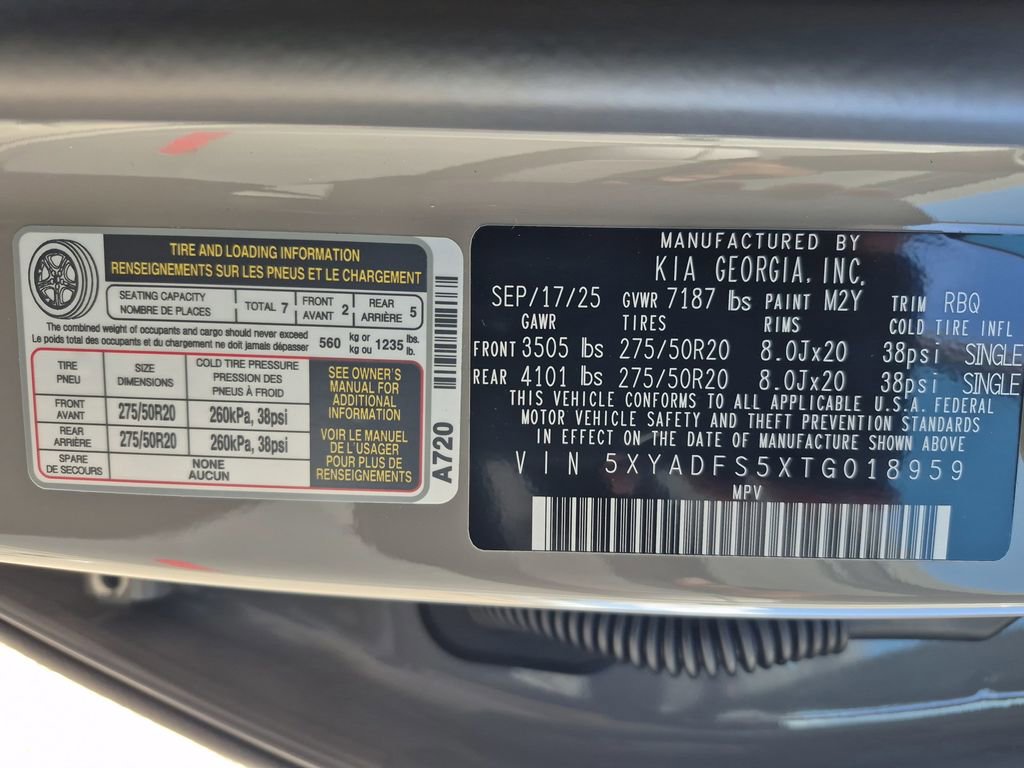 TIRE AND LOADING INFORMATION
RENSEIGNEMENTS SUR LES PNEUS ET LE CHARGEMENT
SEATING CAPACITY
NOMBRE DE PLACES
TOTAL 7
FRONT
AVANT
2
REAR
ARRIÈRE
5
The combined weight of occupants and cargo should never exceed
Le poids total des occupants et du chargement ne doit jamais dépasser
560 kg or kg ou 1235 lbs. lb.
TIRE
PNEU
SIZE
DIMENSIONS
COLD TIRE PRESSURE
PRESSION DES
PNEUS À FROID
FRONT
AVANT
275/50R20
260kPa, 38psi
REAR
ARRIÈRE
275/50R20
260kPa, 38psi
SPARE
DE SECOURS
NONE
AUCUN
SEE OWNER'S
MANUAL FOR
ADDITIONAL
INFORMATION
VOIR LE MANUEL
DE L'USAGER
POUR PLUS DE
RENSEIGNEMENTS
A720
MANUFACTURED BY
KIA GEORGIA, INC.
SEP/17/25 GVWR 7187 lbs PAINT M2Y TRIM RBQ
GAWR TIRES RIMS COLD TIRE INFL
FRONT 3505 lbs 275/50R20 8.0Jx20 38psi SINGLE
REAR 4101 lbs 275/50R20 8.0Jx20 38psi SINGLE
THIS VEHICLE CONFORMS TO ALL APPLICABLE U.S.A. FEDERAL
MOTOR VEHICLE SAFETY AND THEFT PREVENTION STANDARDS
IN EFFECT ON THE DATE OF MANUFACTURE SHOWN ABOVE
VIN 5XYADFS5XTG018959
MPV